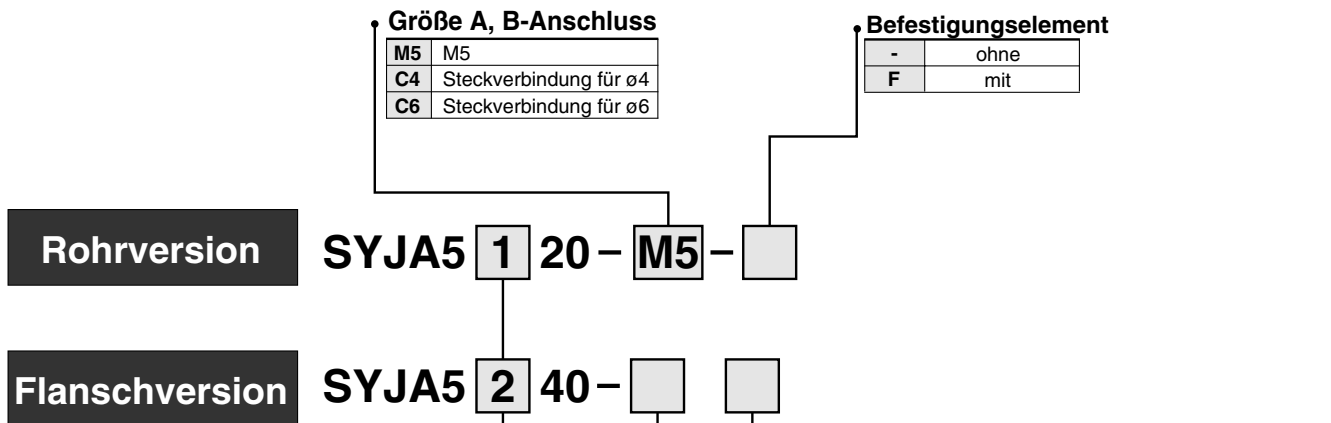 Größe A, B-Anschluss
M5 M5
C4 Steckverbindung für ø4
C6 Steckverbindung für ø6
Befestigungselement
- ohne
F mit
Rohrversion SYJA5 1 20 – M5 –
Flanschversion SYJA5 2 40 –